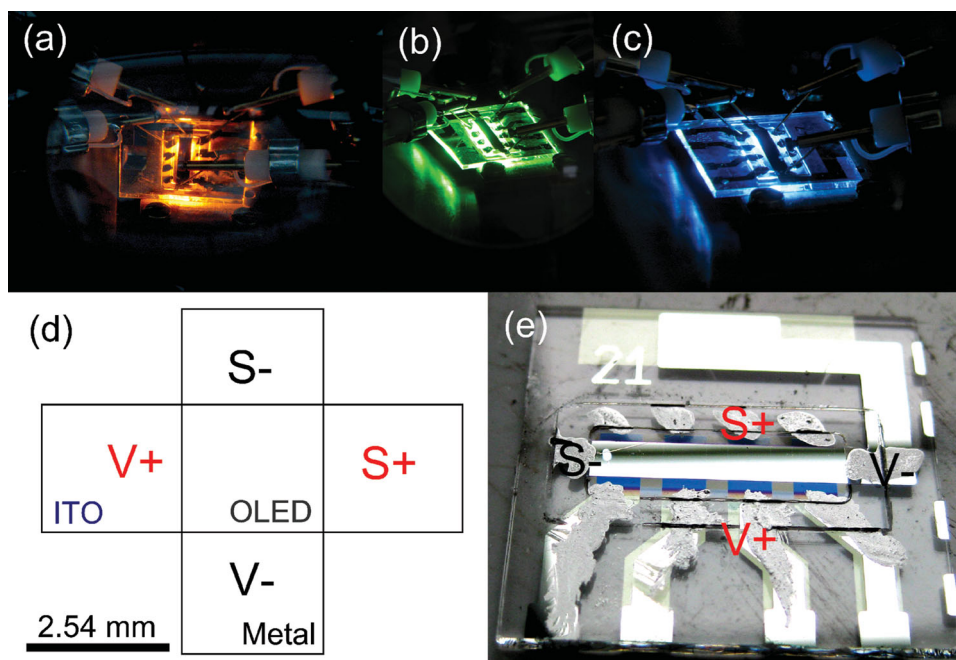 (a)
(b)
(c)
(d)
S-
V+
S+
ITO
OLED
V-
Metal
2.54 mm
(e)
21
S+
S-
V-
V+